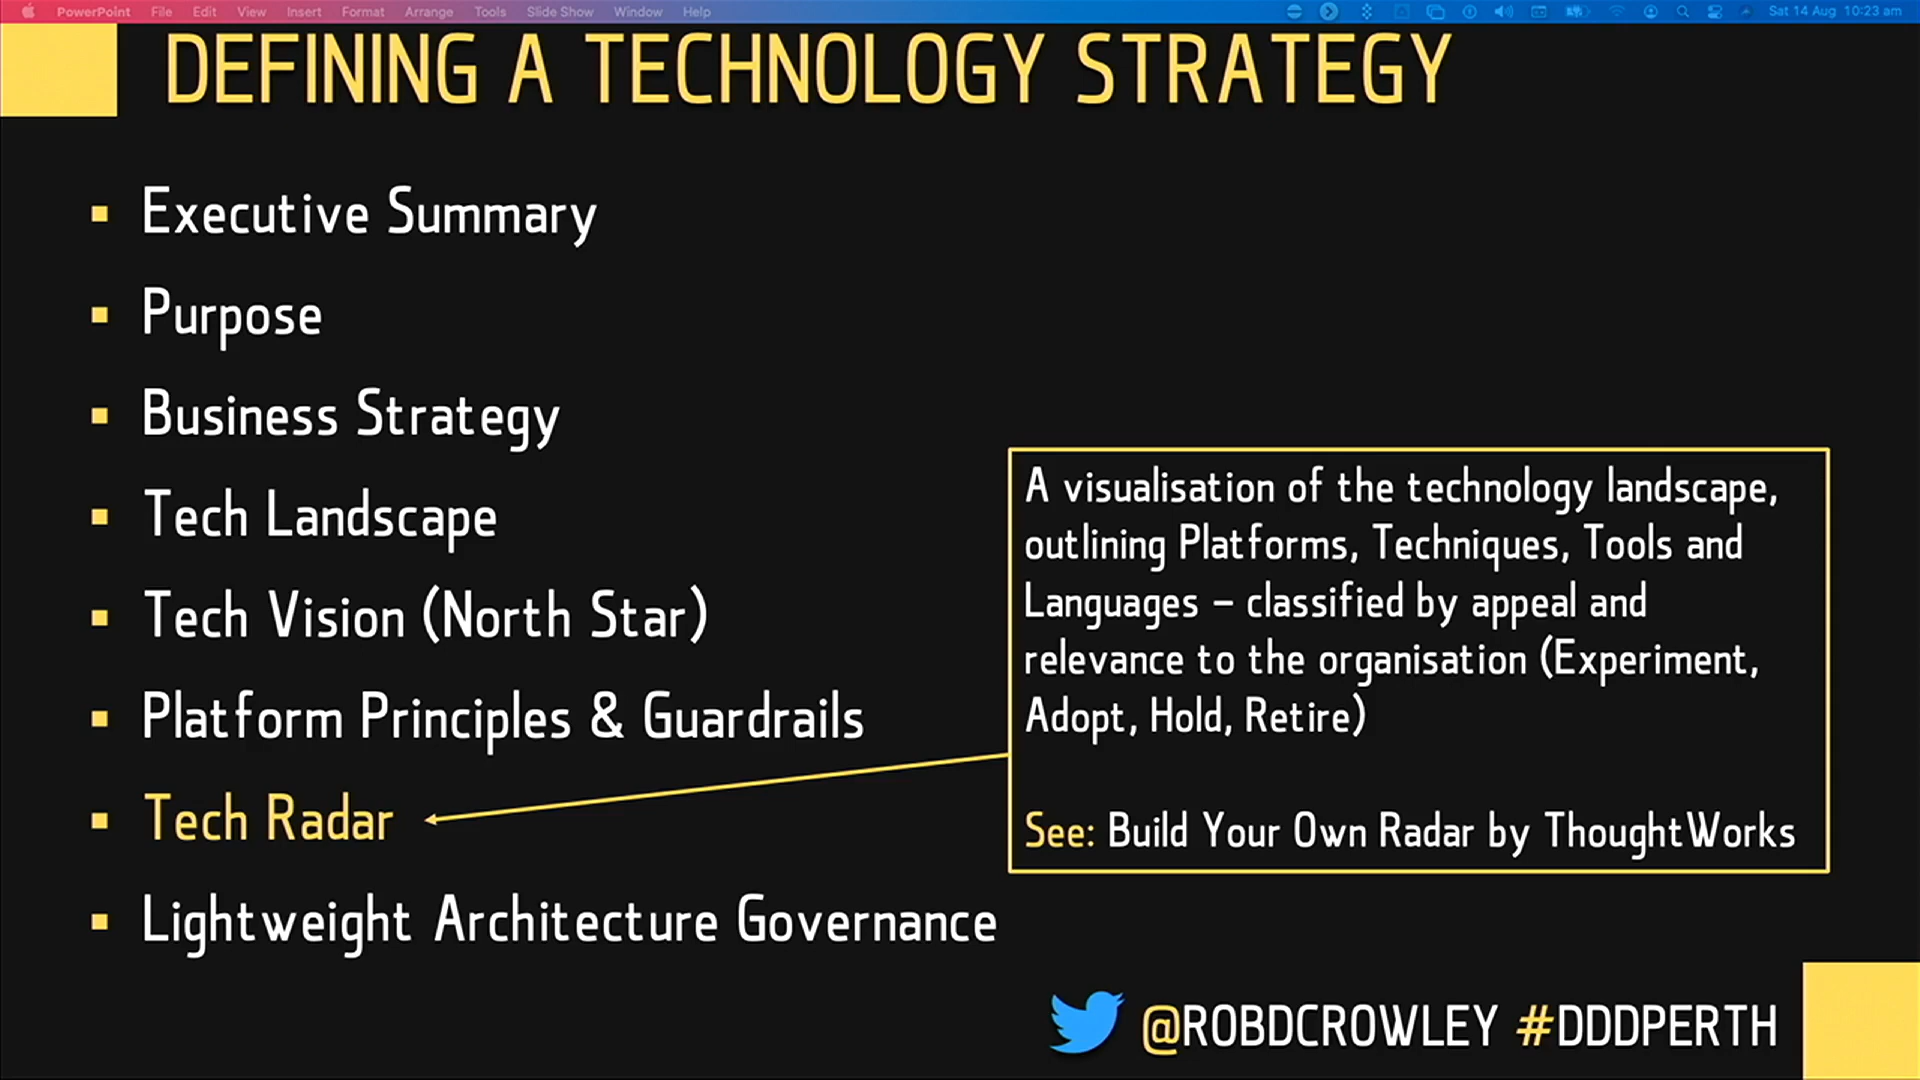 PowerPoint File Edit View Insert Format Arrange Tools Slide Show Window Help Sat 14 Aug 10:23 am
DEFINING A TECHNOLOGY STRATEGY
Executive Summary
Purpose
Business Strategy
Tech Landscape
Tech Vision (North Star)
Platform Principles & Guardrails
Tech Radar
Lightweight Architecture Governance
A visualisation of the technology landscape,
outlining Platforms, Techniques, Tools and
Languages – classified by appeal and
relevance to the organisation (Experiment,
Adopt, Hold, Retire)
See: Build Your Own Radar by ThoughtWorks
@ROBDCROWLEY #DDDPERTH